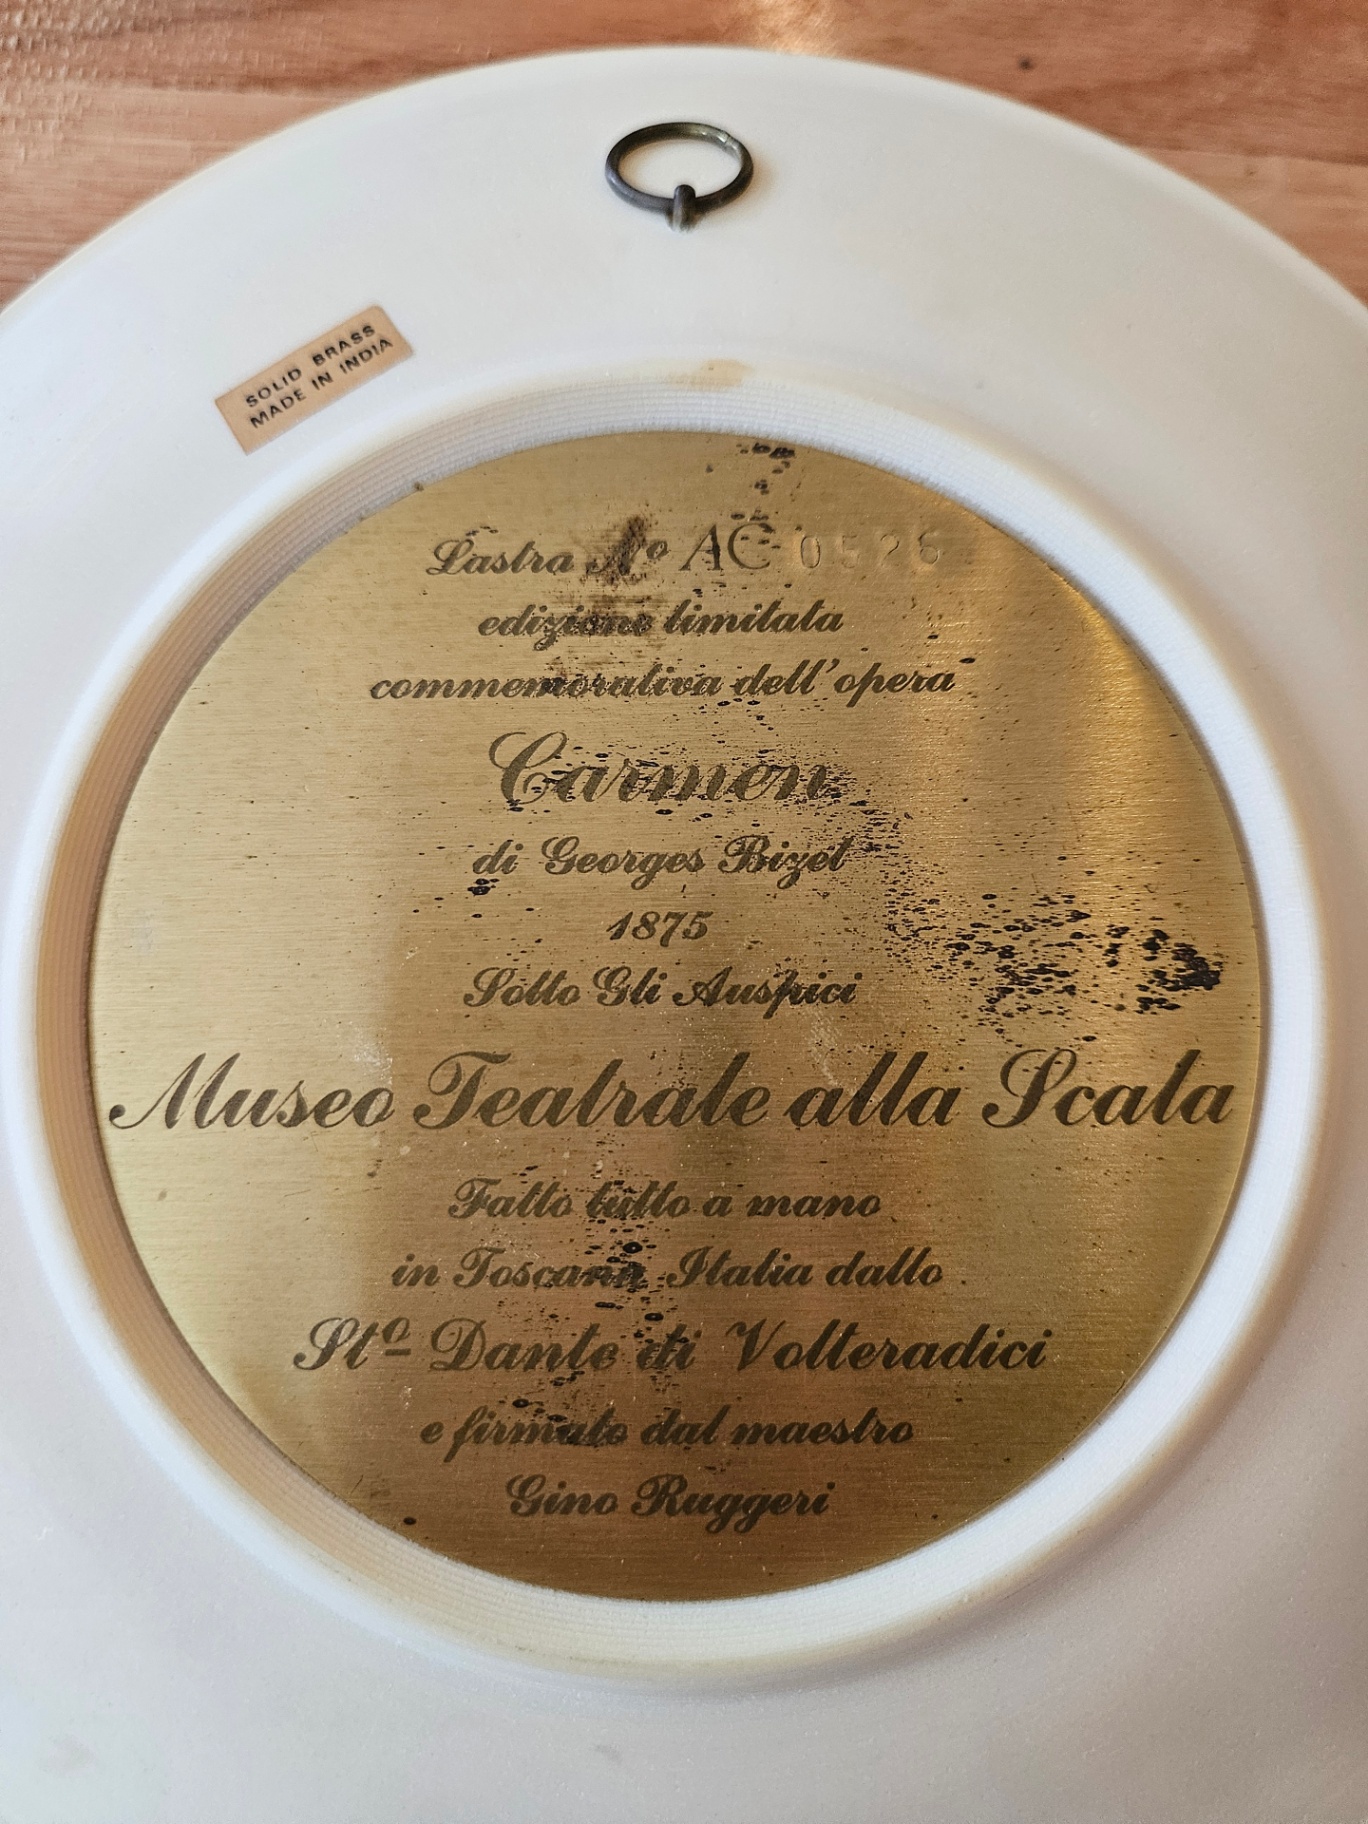 SOLID BRASS
MADE IN INDIA
Lastra Nº AC 0526
edizione limitata
commemorativa dell'opera
Carmen
di Georges Bizet
1875
Sotto Gli Auspici
Museo Teatrale alla Scala
Fatto tutto a mano
in Toscana Italia dallo
Stº Dante di Volteradici
e firmato dal maestro
Gino Ruggeri